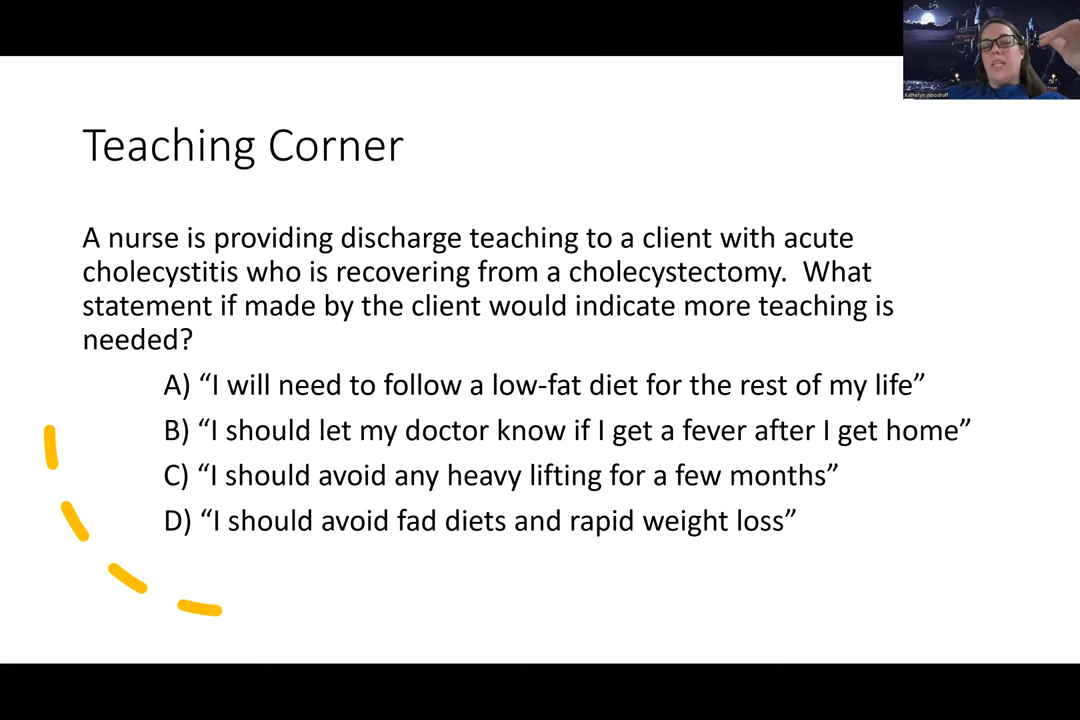 Katheryn Woodruff
Teaching Corner
A nurse is providing discharge teaching to a client with acute
cholecystitis who is recovering from a cholecystectomy.  What
statement if made by the client would indicate more teaching is
needed?
A) “I will need to follow a low-fat diet for the rest of my life”
B) “I should let my doctor know if I get a fever after I get home”
C) “I should avoid any heavy lifting for a few months”
D) “I should avoid fad diets and rapid weight loss”